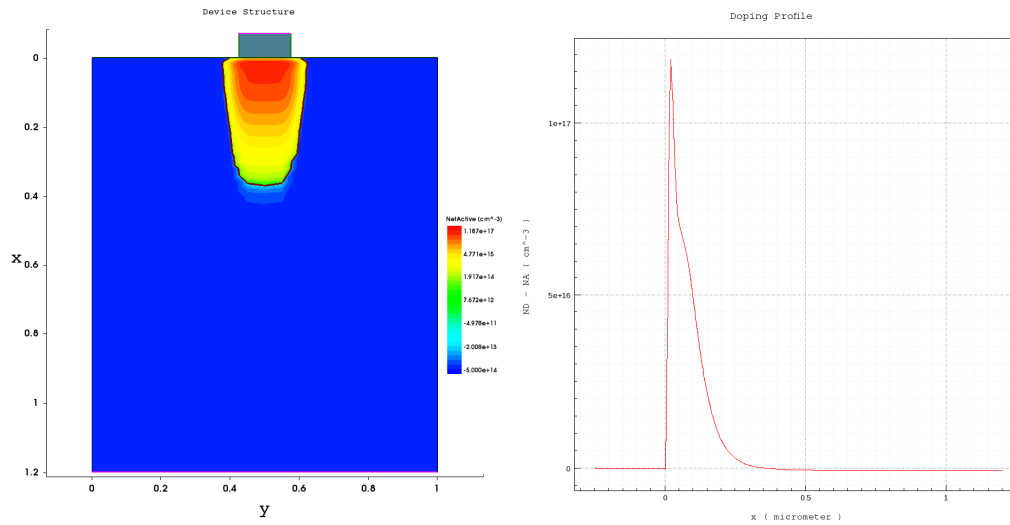 Device Structure
0
0.2
0.4
0.6
0.8
1
1.2
x
0
0.2
0.4
0.6
0.8
1
y
NetActive (cm^-3)
1.187e+17
4.771e+15
1.917e+14
7.672e+12
-4.978e+11
-2.008e+13
-5.000e+14
Doping Profile
1e+17
5e+16
0
ND - NA ( cm^-3 )
0
0.5
1
x ( micrometer )